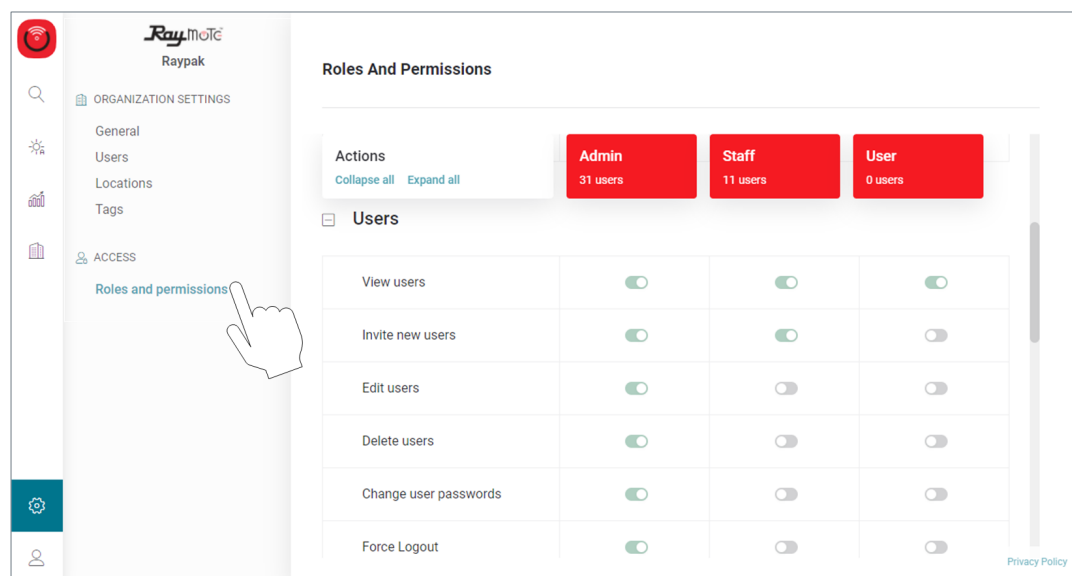 RayMOTE
Raypak
ORGANIZATION SETTINGS
General
Users
Locations
Tags
ACCESS
Roles and permissions
Roles And Permissions
Actions
Collapse all Expand all
Admin
31 users
Staff
11 users
User
0 users
Users
View users
Invite new users
Edit users
Delete users
Change user passwords
Force Logout
Privacy Policy